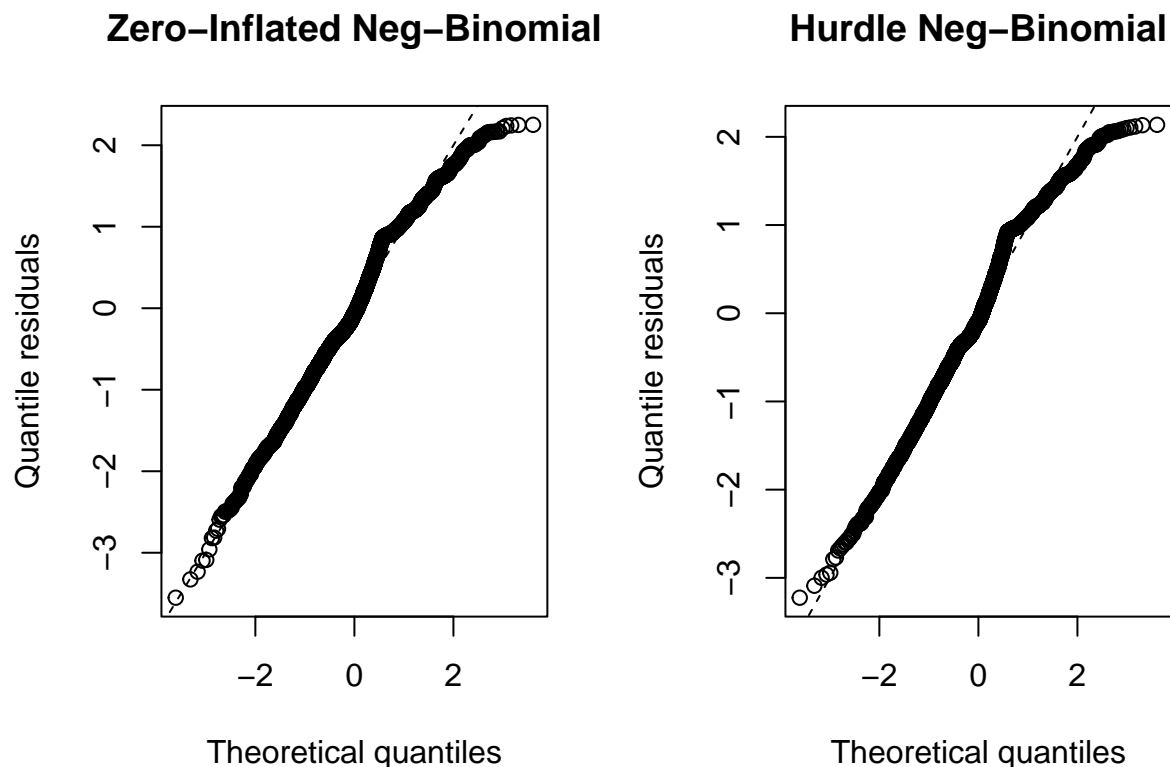 Zero−Inflated Neg−Binomial
Quantile residuals
2
1
0
−1
−2
−3
−2 0 2
Theoretical quantiles
Hurdle Neg−Binomial
Quantile residuals
2
1
0
−1
−2
−3
−2 0 2
Theoretical quantiles